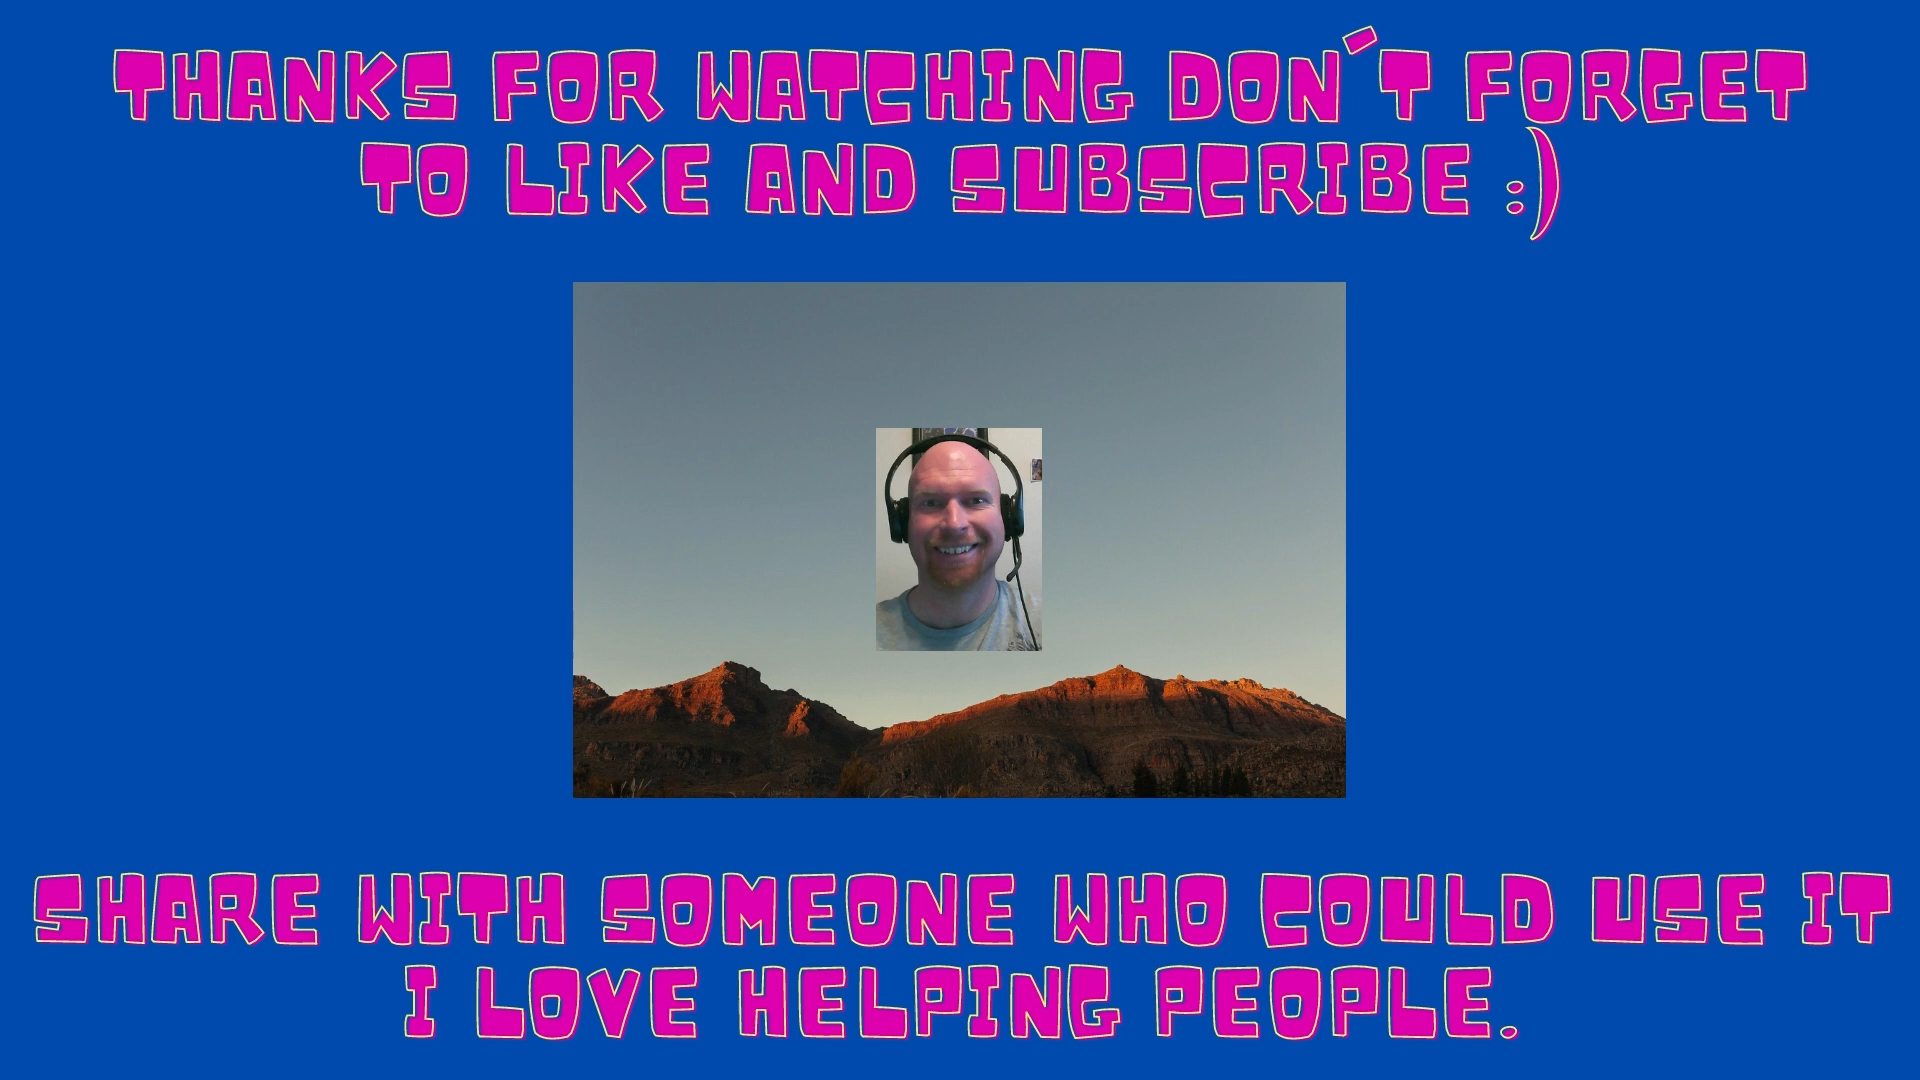 THANKS FOR WATCHING DON´T FORGET
TO LIKE AND SUBSCRIBE :)
SHARE WITH SOMEONE WHO COULD USE IT
I LOVE HELPING PEOPLE.